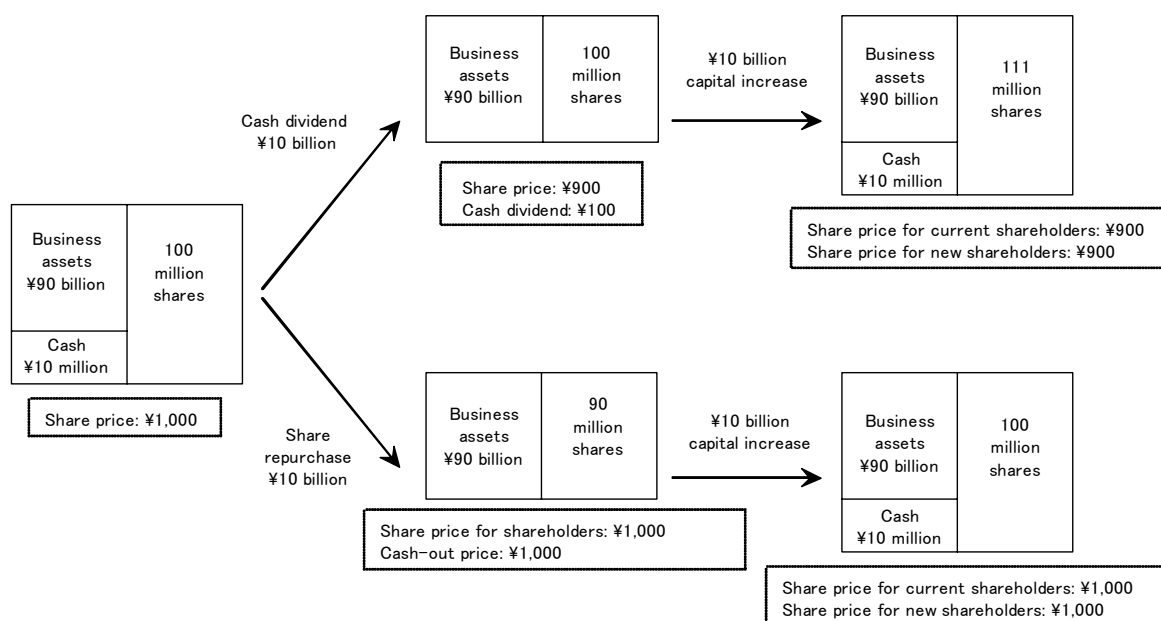 Business
assets
¥90 billion
100
million
shares
Cash
¥10 million
Share price: ¥1,000
Cash dividend
¥10 billion
Business
assets
¥90 billion
100
million
shares
Share price: ¥900
Cash dividend: ¥100
¥10 billion
capital increase
Business
assets
¥90 billion
111
million
shares
Cash
¥10 million
Share price for current shareholders: ¥900
Share price for new shareholders: ¥900
Share
repurchase
¥10 billion
Business
assets
¥90 billion
90
million
shares
Share price for shareholders: ¥1,000
Cash-out price: ¥1,000
¥10 billion
capital increase
Business
assets
¥90 billion
100
million
shares
Cash
¥10 million
Share price for current shareholders: ¥1,000
Share price for new shareholders: ¥1,000